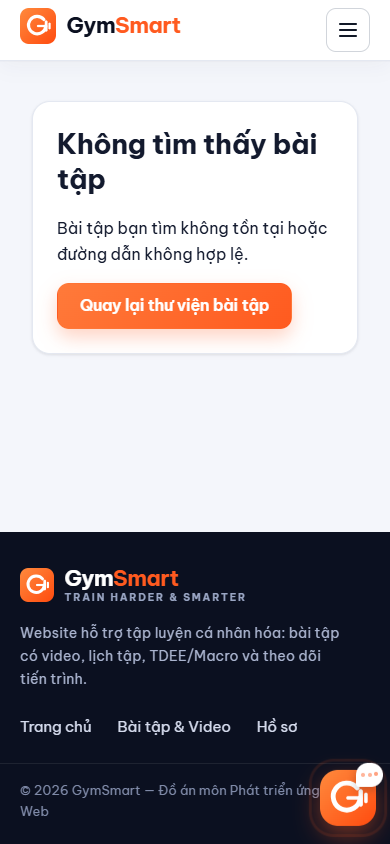 GymSmart
Không tìm thấy bài
tập
Bài tập bạn tìm không tồn tại hoặc
đường dẫn không hợp lệ.
Quay lại thư viện bài tập
GymSmart
TRAIN HARDER & SMARTER
Website hỗ trợ tập luyện cá nhân hóa: bài tập
có video, lịch tập, TDEE/Macro và theo dõi
tiến trình.
Trang chủ Bài tập & Video Hồ sơ
© 2026 GymSmart — Đồ án môn Phát triển ứng
Web